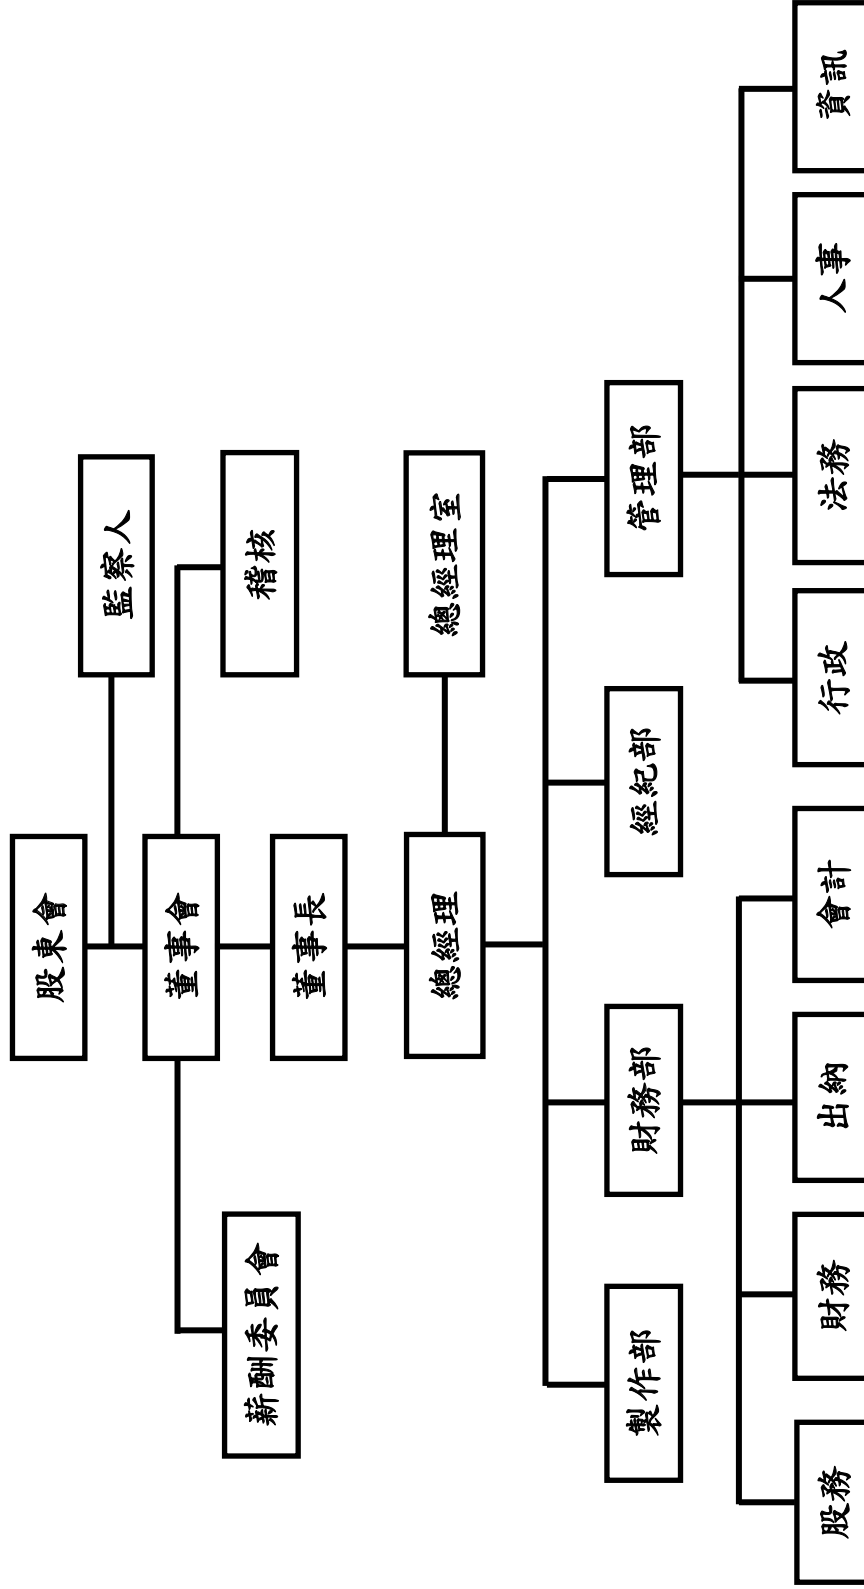 股東會
監察人
董事會
薪酬委員會
稽核
董事長
總經理
總經理室
製作部
財務部
經紀部
管理部
股務
財務
出納
會計
行政
法務
人事
資訊